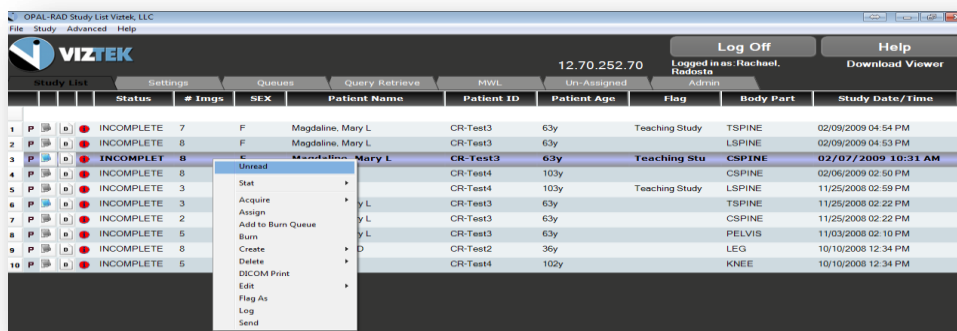 OPAL-RAD Study List Viztek, LLC
File Study Advanced Help
VIZTEK
Log Off Help
12.70.252.70 Logged in as: Rachael, Radosta Download Viewer
Study List Settings Queues Query Retrieve MWL Un-Assigned Admin
Status # Imgs SEX Patient Name Patient ID Patient Age Flag Body Part Study Date/Time
1 P D INCOMPLETE 7 F Magdaline, Mary L CR-Test3 63y Teaching Study TSPINE 02/09/2009 04:54 PM
2 P D INCOMPLETE 8 F Magdaline, Mary L CR-Test3 63y LSPINE 02/09/2009 04:53 PM
3 P D INCOMPLET 8 F Magdaline, Mary L CR-Test3 63y Teaching Stu CSPINE 02/07/2009 10:31 AM
4 P D INCOMPLETE 8 CR-Test4 103y CSPINE 02/06/2009 02:50 PM
5 P D INCOMPLETE 3 CR-Test4 103y Teaching Study LSPINE 11/25/2008 02:59 PM
6 P D INCOMPLETE 3 y L CR-Test3 63y TSPINE 11/25/2008 02:22 PM
7 P D INCOMPLETE 2 y L CR-Test3 63y CSPINE 11/25/2008 02:22 PM
8 P D INCOMPLETE 5 y L CR-Test3 63y PELVIS 11/03/2008 02:10 PM
9 P D INCOMPLETE 8 D CR-Test2 36y LEG 10/10/2008 12:34 PM
10 P D INCOMPLETE 5 CR-Test4 102y KNEE 10/10/2008 12:34 PM
Unread
Stat
Acquire
Assign
Add to Burn Queue
Burn
Create
Delete
DICOM Print
Edit
Flag As
Log
Send